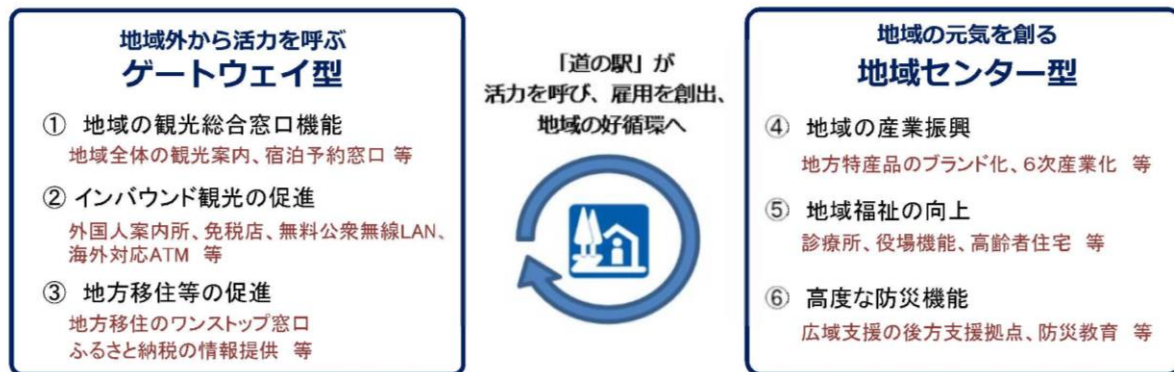 地域外から活力を呼ぶ
ゲートウェイ型
① 地域の観光総合窓口機能
地域全体の観光案内、宿泊予約窓口 等
② インバウンド観光の促進
外国人案内所、免税店、無料公衆無線LAN、
海外対応ATM 等
③ 地方移住等の促進
地方移住のワンストップ窓口
ふるさと納税の情報提供 等
「道の駅」が
活力を呼び、雇用を創出、
地域の好循環へ
地域の元気を創る
地域センター型
④ 地域の産業振興
地方特産品のブランド化、６次産業化 等
⑤ 地域福祉の向上
診療所、役場機能、高齢者住宅 等
⑥ 高度な防災機能
広域支援の後方支援拠点、防災教育 等